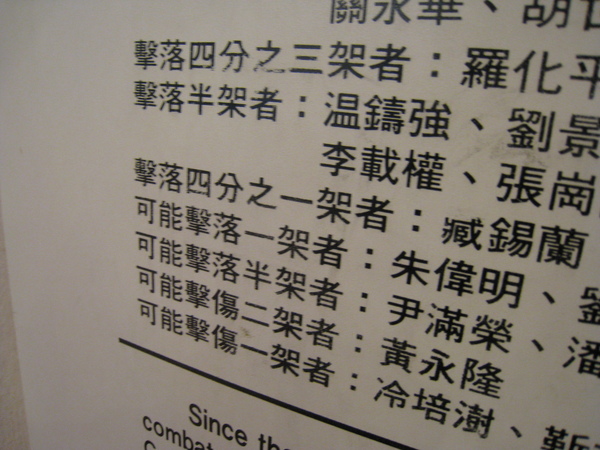 關永華、胡
擊落四分之三架者：羅化平
擊落半架者：温鑄強、劉景
李載權、張崗
擊落四分之一架者：臧錫蘭
可能擊落一架者：朱偉明、劉
可能擊落半架者：尹滿榮、潘
可能擊傷二架者：黃永隆
可能擊傷一架者：冷培澍、靳
Since the
combat